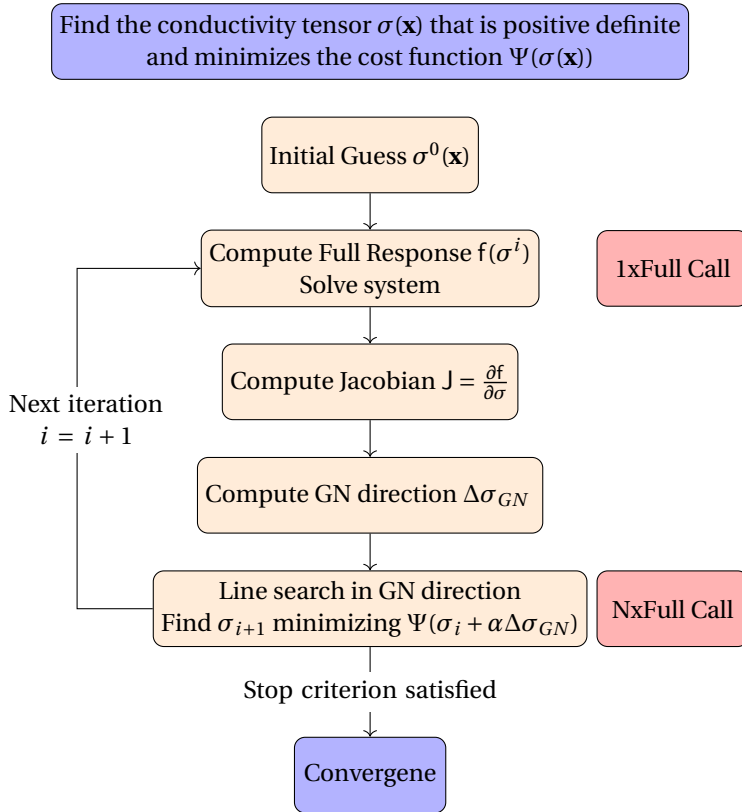 Find the conductivity tensor σ(𝐱) that is positive definite
and minimizes the cost function Ψ(σ(𝐱))
Initial Guess σ⁰(𝐱)
Compute Full Response f(σⁱ)
Solve system
1xFull Call
Compute Jacobian J = ∂f/∂σ
Next iteration
i = i + 1
Compute GN direction Δσ_GN
Line search in GN direction
Find σ_{i+1} minimizing Ψ(σ_i + αΔσ_GN)
NxFull Call
Stop criterion satisfied
Convergene